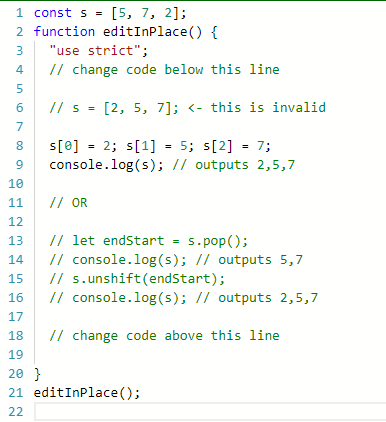 1 const s = [5, 7, 2];
2 function editInPlace() {
3   "use strict";
4   // change code below this line
5
6   // s = [2, 5, 7]; <- this is invalid
7
8   s[0] = 2; s[1] = 5; s[2] = 7;
9   console.log(s); // outputs 2,5,7
10
11   // OR
12
13   // let endStart = s.pop();
14   // console.log(s); // outputs 5,7
15   // s.unshift(endStart);
16   // console.log(s); // outputs 2,5,7
17
18   // change code above this line
19
20 }
21 editInPlace();
22